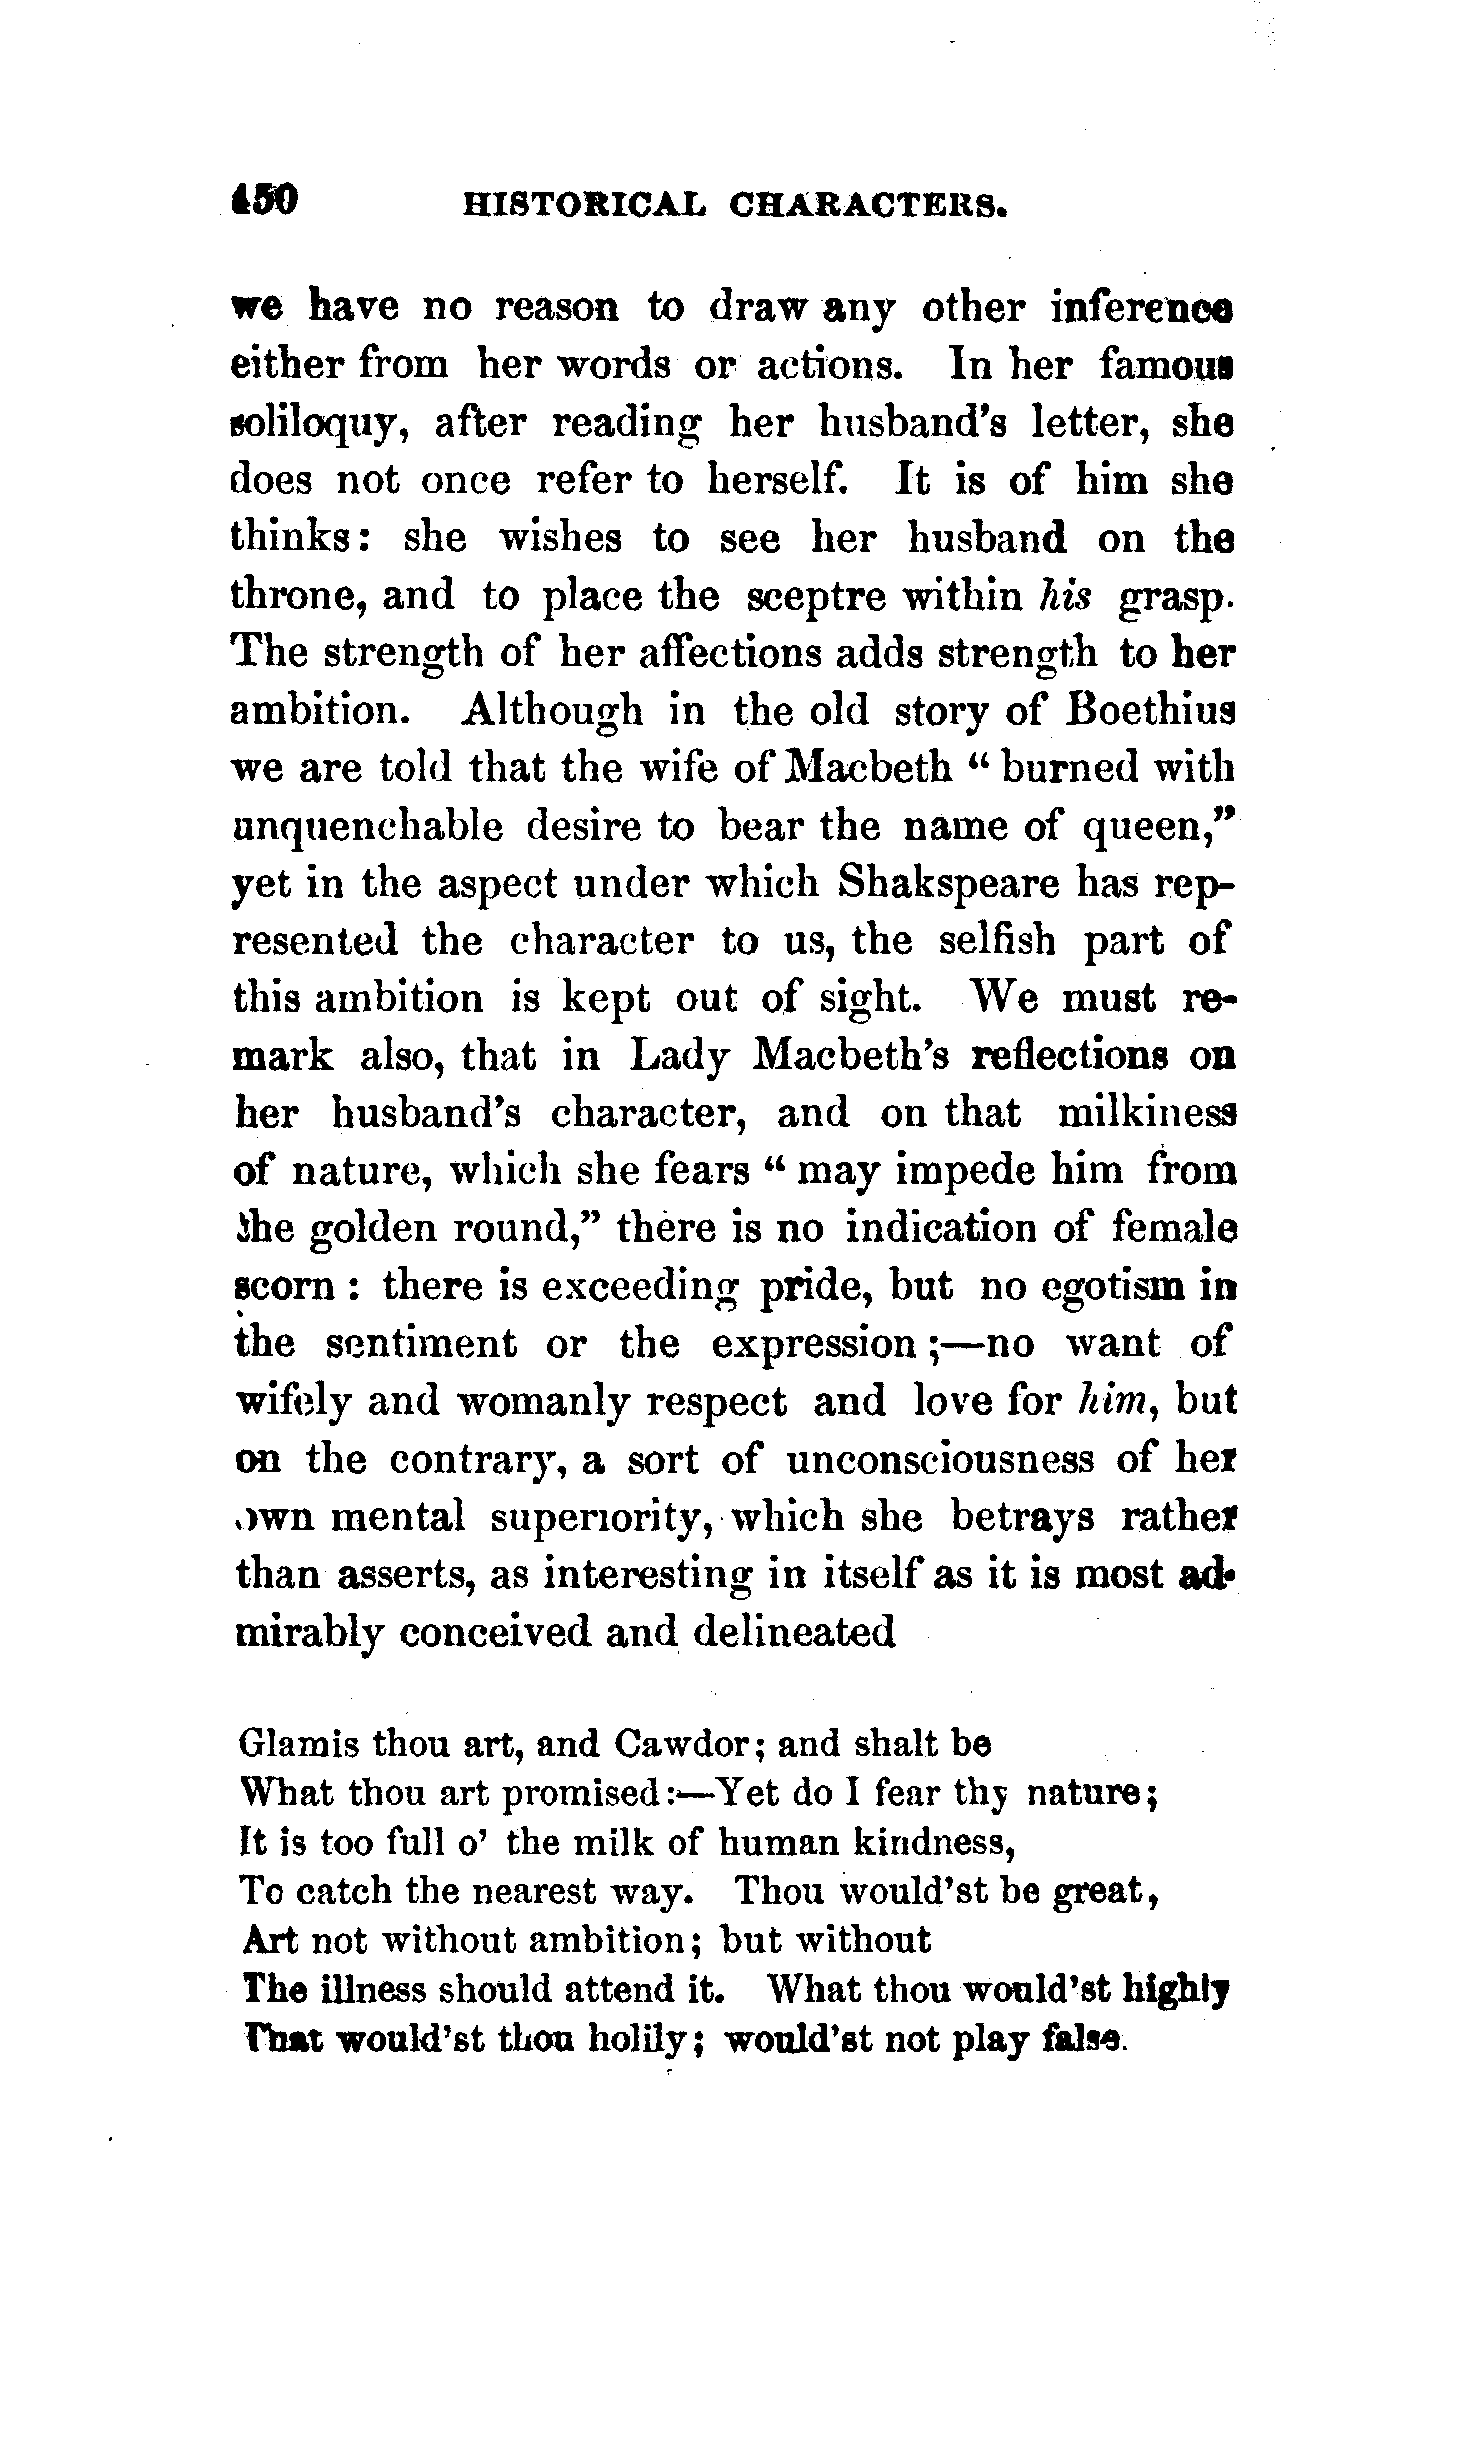 450 HISTORICAL CHARACTERS.
we have no reason to draw any other inference
either from her words or actions. In her famous
soliloquy, after reading her husband's letter, she
does not once refer to herself. It is of him she
thinks: she wishes to see her husband on the
throne, and to place the sceptre within his grasp.
The strength of her affections adds strength to her
ambition. Although in the old story of Boethius
we are told that the wife of Macbeth “ burned with
unquenchable desire to bear the name of queen,”
yet in the aspect under which Shakspeare has rep-
resented the character to us, the selfish part of
this ambition is kept out of sight. We must re-
mark also, that in Lady Macbeth's reflections on
her husband's character, and on that milkiness
of nature, which she fears “ may impede him from
the golden round,” there is no indication of female
scorn : there is exceeding pride, but no egotism in
the sentiment or the expression ;—no want of
wifely and womanly respect and love for him, but
on the contrary, a sort of unconsciousness of her
own mental superiority, which she betrays rather
than asserts, as interesting in itself as it is most ad-
mirably conceived and delineated
Glamis thou art, and Cawdor; and shalt be
What thou art promised:—Yet do I fear thy nature;
It is too full o' the milk of human kindness,
To catch the nearest way. Thou would'st be great,
Art not without ambition; but without
The illness should attend it. What thou would'st highly
That would'st thou holily; would'st not play false.